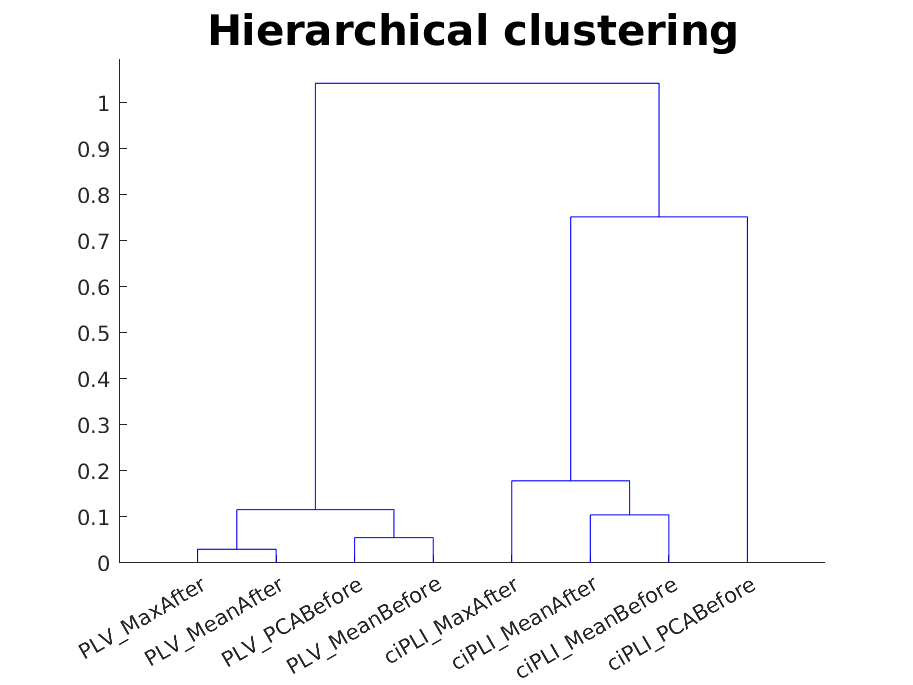 Hierarchical clustering
1
0.9
0.8
0.7
0.6
0.5
0.4
0.3
0.2
0.1
0
PLV_MaxAfter
PLV_MeanAfter
PLV_PCABefore
PLV_MeanBefore
ciPLI_MaxAfter
ciPLI_MeanAfter
ciPLI_MeanBefore
ciPLI_PCABefore